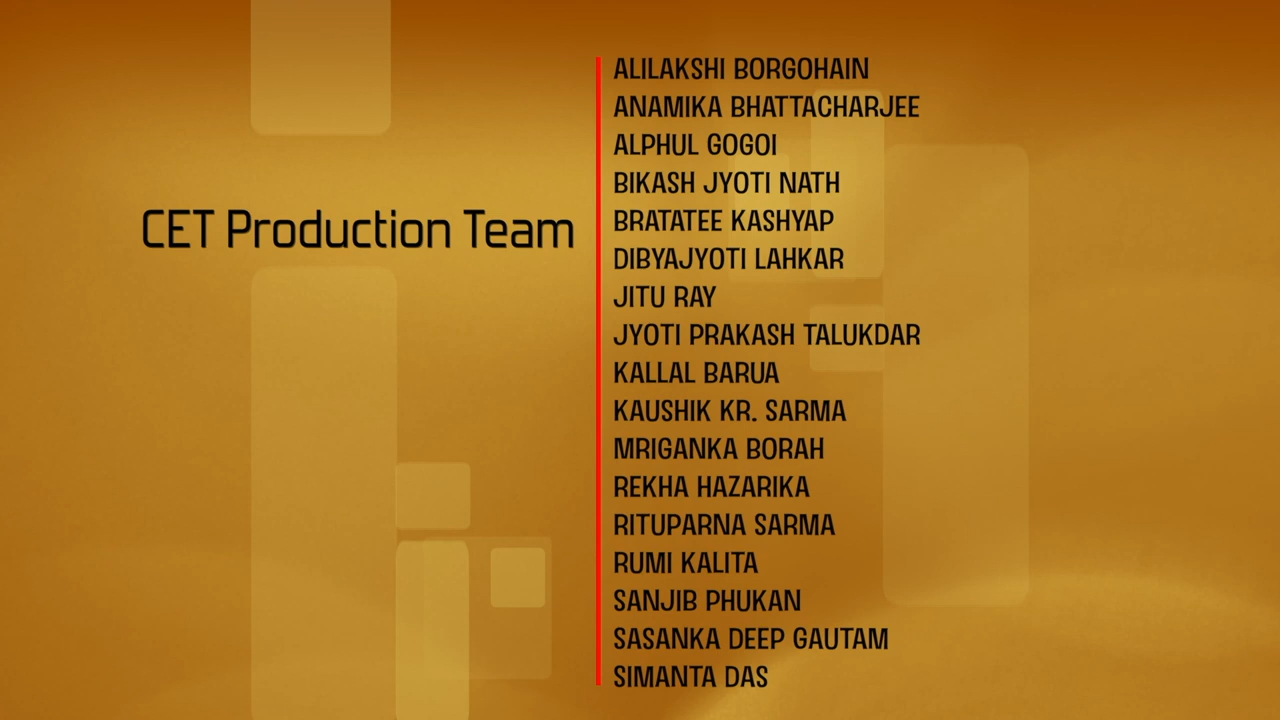 CET Production Team
ALILAKSHI BORGOHAIN
ANAMIKA BHATTACHARJEE
ALPHUL GOGOI
BIKASH JYOTI NATH
BRATATEE KASHYAP
DIBYAJYOTI LAHKAR
JITU RAY
JYOTI PRAKASH TALUKDAR
KALLAL BARUA
KAUSHIK KR. SARMA
MRIGANKA BORAH
REKHA HAZARIKA
RITUPARNA SARMA
RUMI KALITA
SANJIB PHUKAN
SASANKA DEEP GAUTAM
SIMANTA DAS